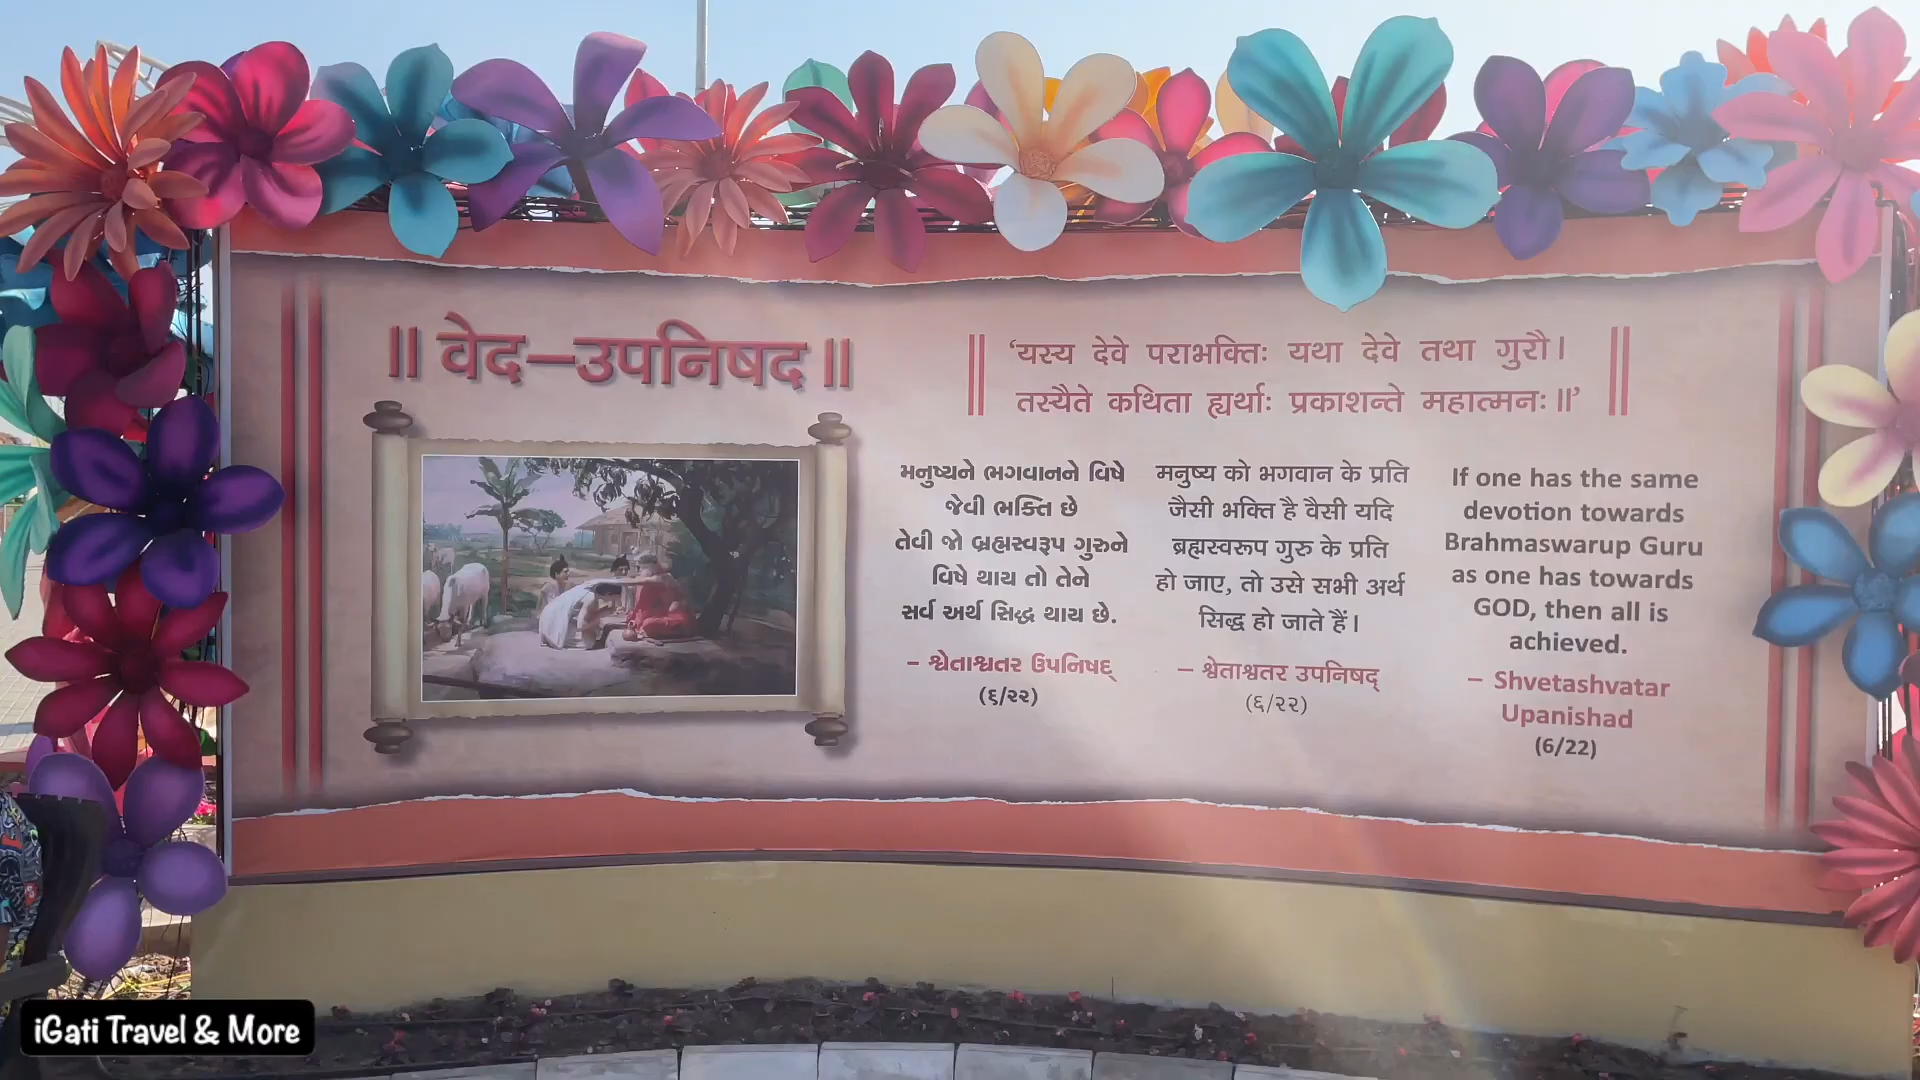 ॥ वेद–उपनिषद ॥
‘यस्य देवे पराभक्तिः यथा देवे तथा गुरौ।
तस्यैते कथिता ह्यर्थाः प्रकाशन्ते महात्मनः॥’
મનુષ્યને ભગવાનને વિષે
જેવી ભક્તિ છે
તેવી જો બ્રહ્મસ્વરૂપ ગુરુને
વિષે થાય તો તેને
સર્વ અર્થ સિદ્ધ થાય છે.
– શ્વેતાશ્વતર ઉપનિષદ્
(૬/૨૨)
मनुष्य को भगवान के प्रति
जैसी भक्ति है वैसी यदि
ब्रह्मस्वरूप गुरु के प्रति
हो जाए, तो उसे सभी अर्थ
सिद्ध हो जाते हैं।
– श्वेताश्वतर उपनिषद्
(६/२२)
If one has the same
devotion towards
Brahmaswarup Guru
as one has towards
GOD, then all is
achieved.
– Shvetashvatar
Upanishad
(6/22)
iGati Travel & More